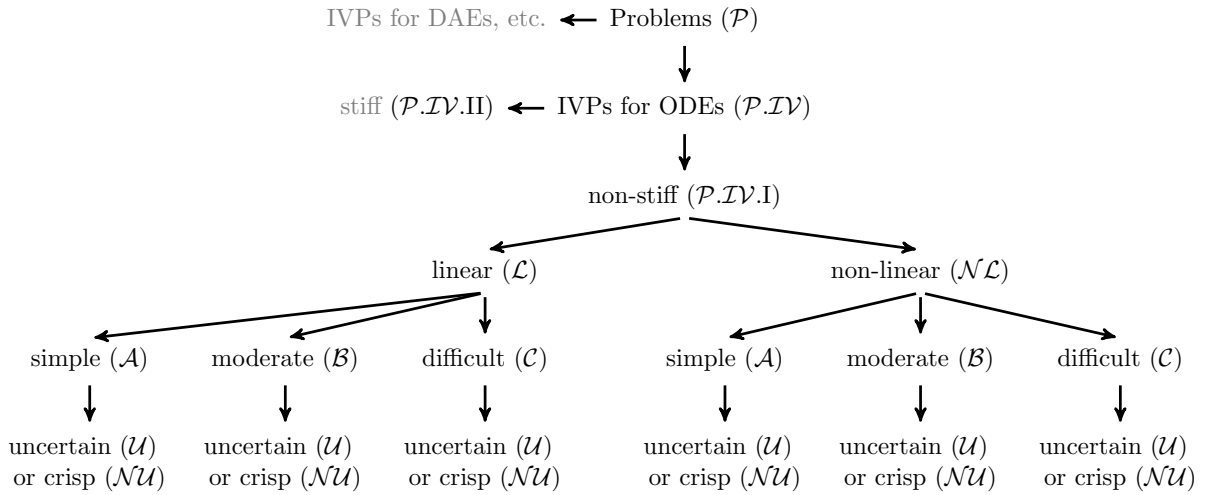 IVPs for DAEs, etc. Problems (𝒫)
stiff (𝒫.ℐ𝒱.II) IVPs for ODEs (𝒫.ℐ𝒱)
non-stiff (𝒫.ℐ𝒱.I)
linear (ℒ) non-linear (𝒩ℒ)
simple (𝒜) moderate (ℬ) difficult (𝒞) simple (𝒜) moderate (ℬ) difficult (𝒞)
uncertain (𝒰) uncertain (𝒰) uncertain (𝒰) uncertain (𝒰) uncertain (𝒰) uncertain (𝒰)
or crisp (𝒩𝒰) or crisp (𝒩𝒰) or crisp (𝒩𝒰) or crisp (𝒩𝒰) or crisp (𝒩𝒰) or crisp (𝒩𝒰)